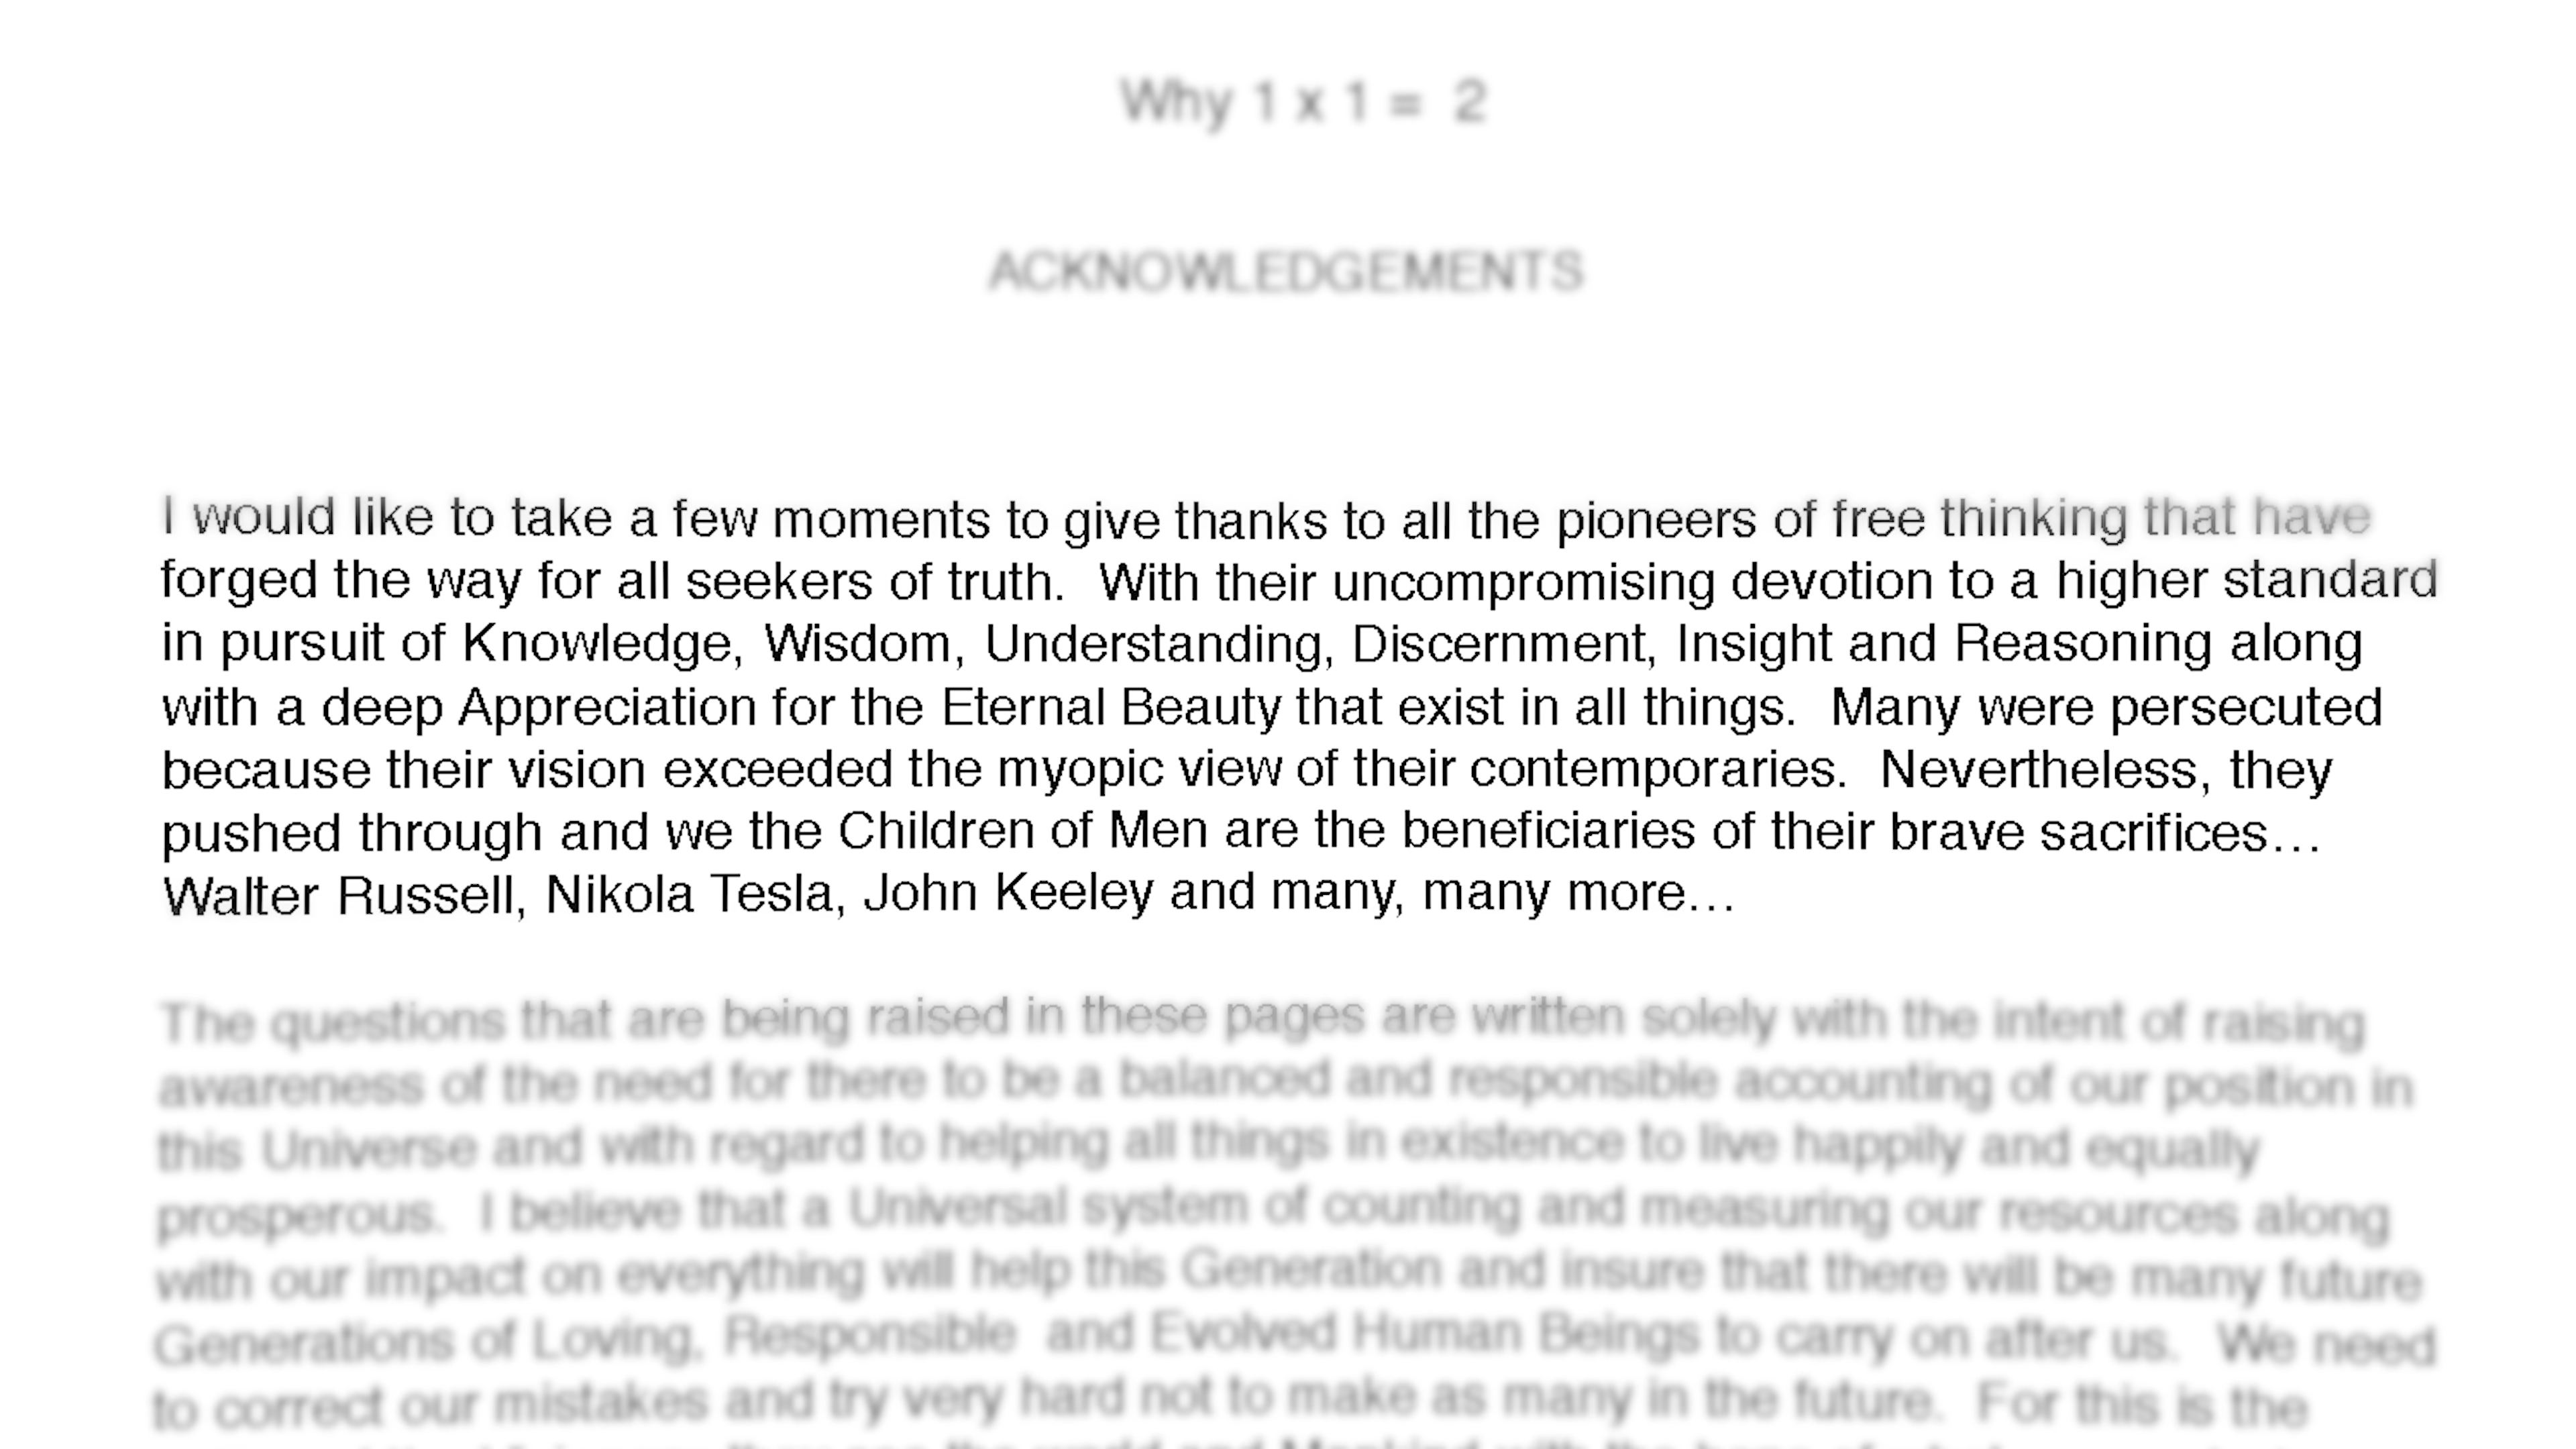 Why 1 x 1 = 2
ACKNOWLEDGEMENTS
I would like to take a few moments to give thanks to all the pioneers of free thinking that have
forged the way for all seekers of truth. With their uncompromising devotion to a higher standard
in pursuit of Knowledge, Wisdom, Understanding, Discernment, Insight and Reasoning along
with a deep Appreciation for the Eternal Beauty that exist in all things. Many were persecuted
because their vision exceeded the myopic view of their contemporaries. Nevertheless, they
pushed through and we the Children of Men are the beneficiaries of their brave sacrifices…
Walter Russell, Nikola Tesla, John Keeley and many, many more…
The questions that are being raised in these pages are written solely with the intent of raising
awareness of the need for there to be a balanced and responsible accounting of our position in
this Universe and with regard to helping all things in existence to live happily and equally
prosperous. I believe that a Universal system of counting and measuring our resources along
with our impact on everything will help this Generation and insure that there will be many future
Generations of Loving, Responsible and Evolved Human Beings to carry on after us. We need
to correct our mistakes and try very hard not to make as many in the future. For this is the